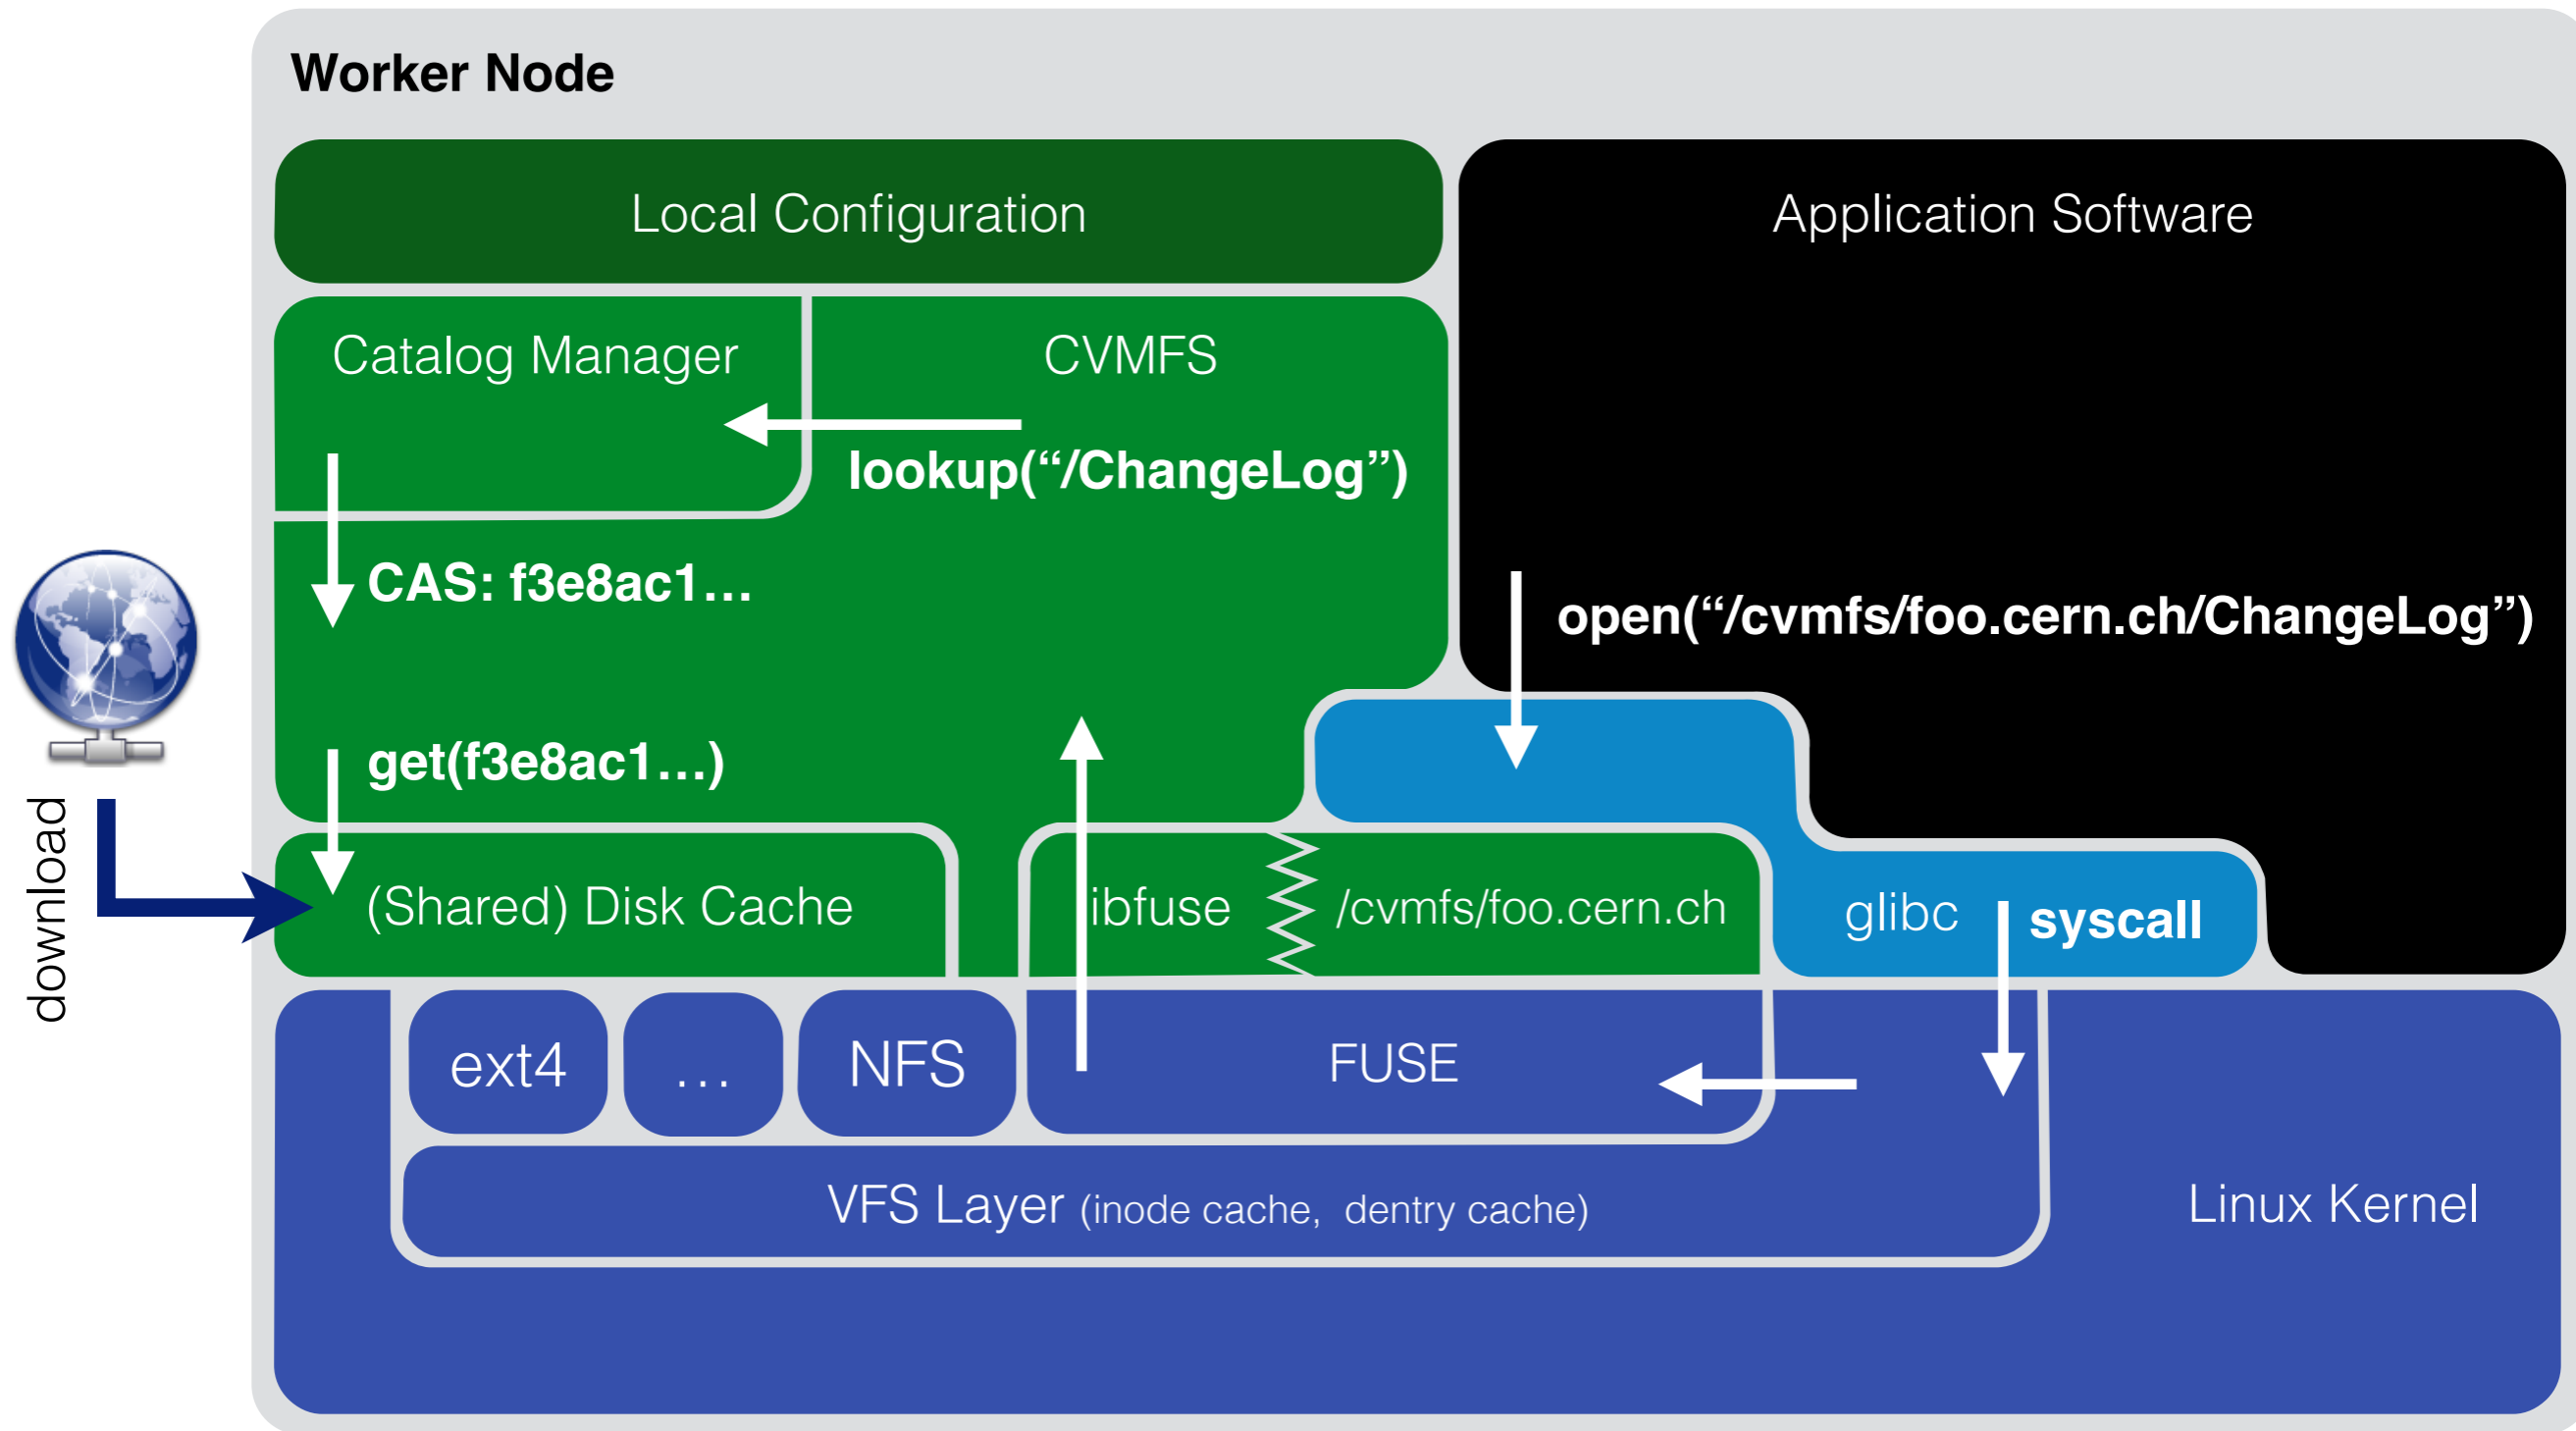 Worker Node
Local Configuration
Application Software
Catalog Manager
CVMFS
lookup(“/ChangeLog”)
CAS: f3e8ac1...
open(“/cvmfs/foo.cern.ch/ChangeLog”)
get(f3e8ac1...)
download
(Shared) Disk Cache
ibfuse
/cvmfs/foo.cern.ch
glibc
syscall
ext4
...
NFS
FUSE
VFS Layer (inode cache, dentry cache)
Linux Kernel